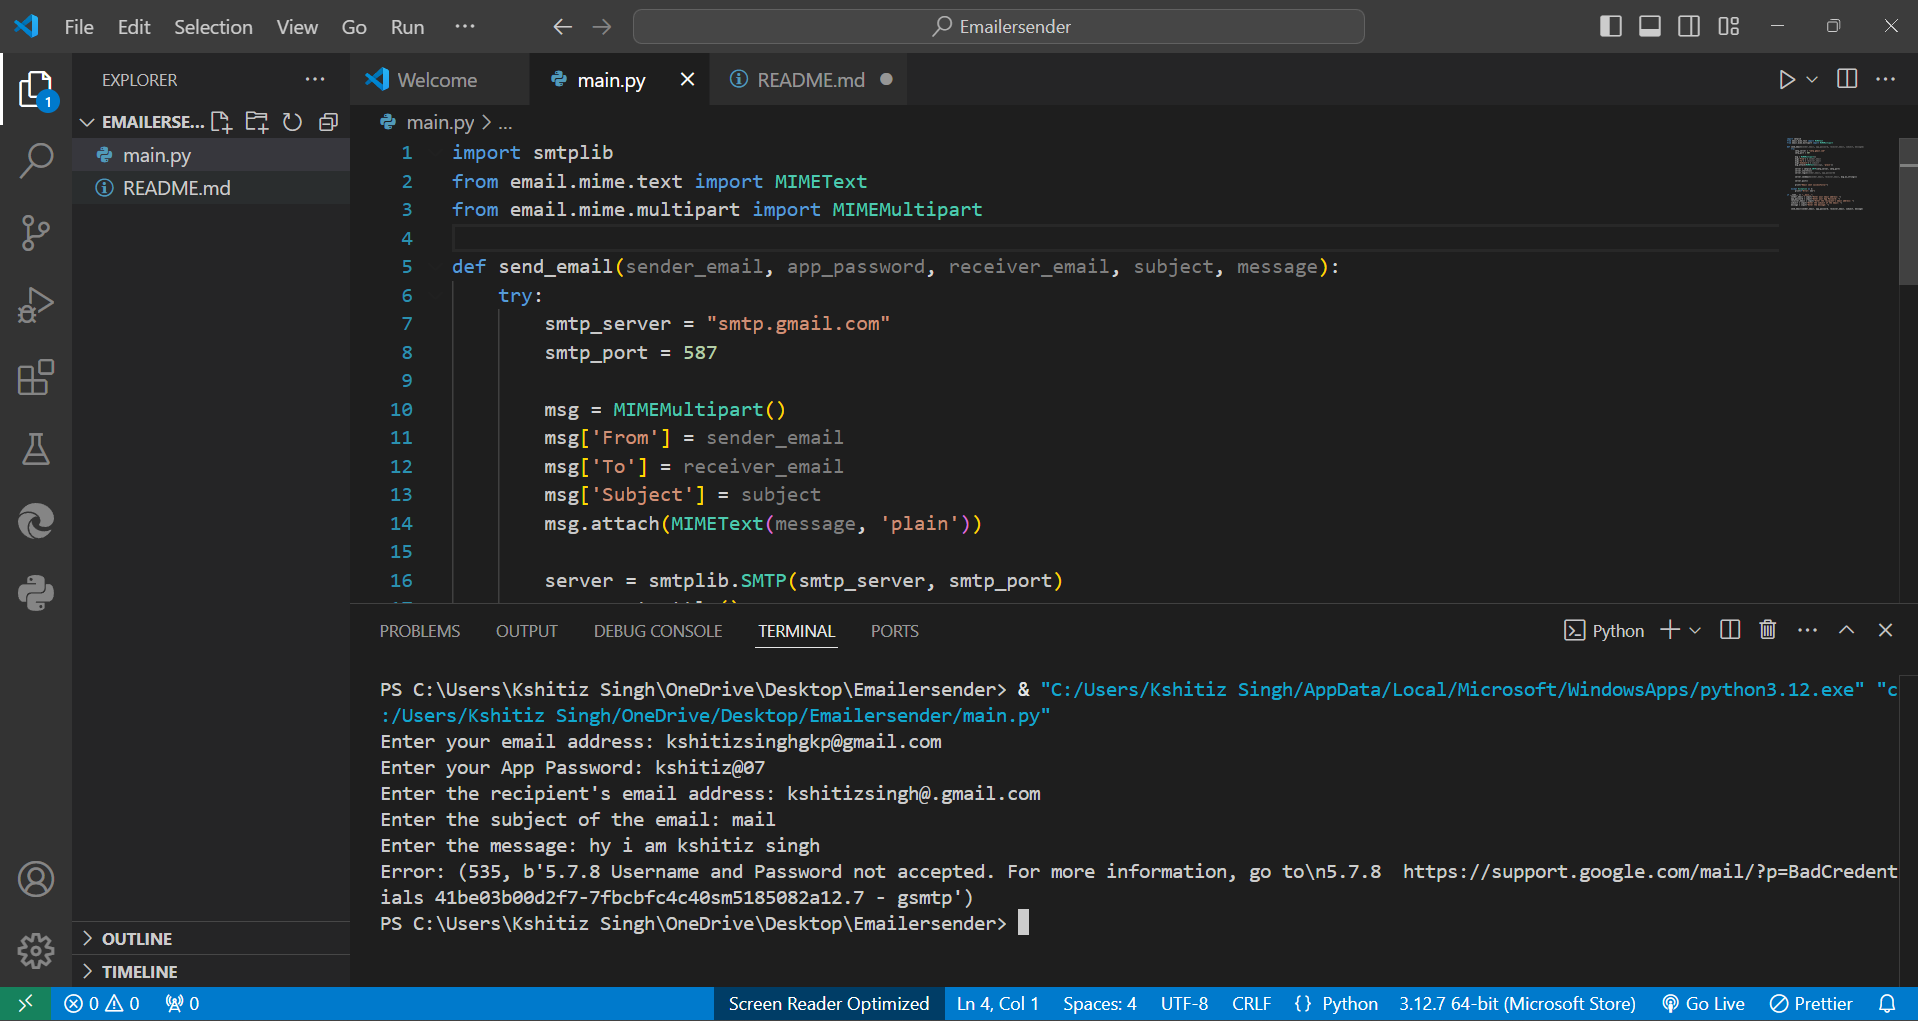 File Edit Selection View Go Run ··· Emailersender
EXPLORER ···
EMAILERSE...
main.py
README.md
OUTLINE
TIMELINE
Welcome main.py README.md
main.py > ...
1 import smtplib
2 from email.mime.text import MIMEText
3 from email.mime.multipart import MIMEMultipart
4
5 def send_email(sender_email, app_password, receiver_email, subject, message):
6 try:
7 smtp_server = "smtp.gmail.com"
8 smtp_port = 587
9
10 msg = MIMEMultipart()
11 msg['From'] = sender_email
12 msg['To'] = receiver_email
13 msg['Subject'] = subject
14 msg.attach(MIMEText(message, 'plain'))
15
16 server = smtplib.SMTP(smtp_server, smtp_port)
PROBLEMS OUTPUT DEBUG CONSOLE TERMINAL PORTS Python
PS C:\Users\Kshitiz Singh\OneDrive\Desktop\Emailersender> & "C:/Users/Kshitiz Singh/AppData/Local/Microsoft/WindowsApps/python3.12.exe" "c
:/Users/Kshitiz Singh/OneDrive/Desktop/Emailersender/main.py"
Enter your email address: kshitizsinghgkp@gmail.com
Enter your App Password: kshitiz@07
Enter the recipient's email address: kshitizsingh@.gmail.com
Enter the subject of the email: mail
Enter the message: hy i am kshitiz singh
Error: (535, b'5.7.8 Username and Password not accepted. For more information, go to\n5.7.8  https://support.google.com/mail/?p=BadCredent
ials 41be03b00d2f7-7fbcbfc4c40sm5185082a12.7 - gsmtp')
PS C:\Users\Kshitiz Singh\OneDrive\Desktop\Emailersender>
1
0 0 0 Screen Reader Optimized Ln 4, Col 1 Spaces: 4 UTF-8 CRLF {} Python 3.12.7 64-bit (Microsoft Store) Go Live Prettier